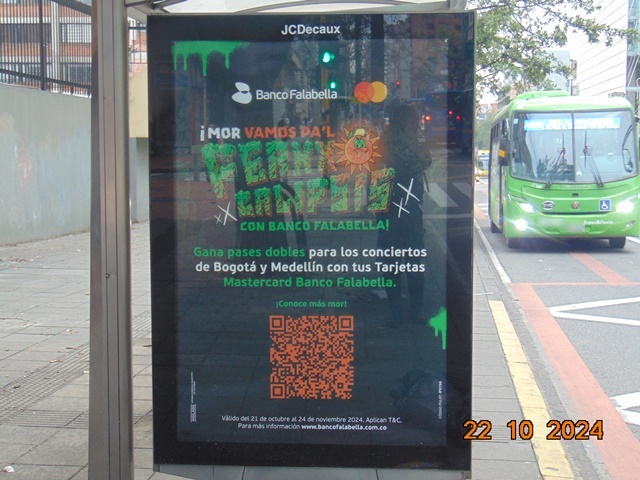 JCDecaux
Banco Falabella
¡MOR VAMOS PA'L
FERXXO
CALIPSIS
CON BANCO FALABELLA!
Gana pases dobles para los conciertos
de Bogotá y Medellín con tus Tarjetas
Mastercard Banco Falabella.
¡Conoce más mor!
Válido del 21 de octubre al 24 de noviembre 2024. Aplican T&C.
Para más información www.bancofalabella.com.co
22 10 2024